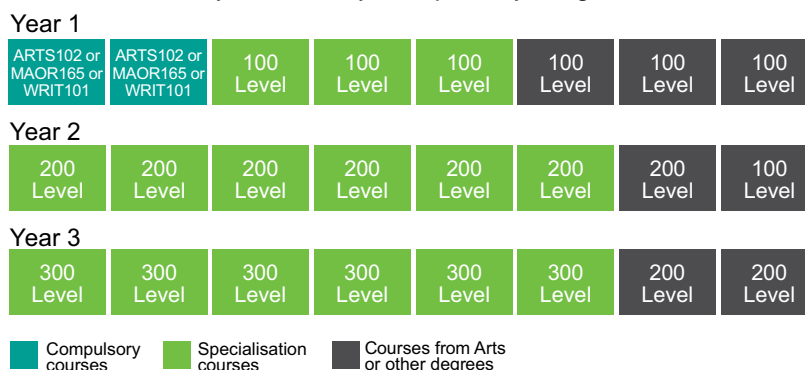 Year 1
ARTS102 or ARTS102 or 100 100 100 100 100 100
MAOR165 or MAOR165 or Level Level Level Level Level Level
WRIT101 WRIT101
Year 2
200 200 200 200 200 200 200 100
Level Level Level Level Level Level Level Level
Year 3
300 300 300 300 300 300 200 200
Level Level Level Level Level Level Level Level
Compulsory Specialisation Courses from Arts
courses courses or other degrees